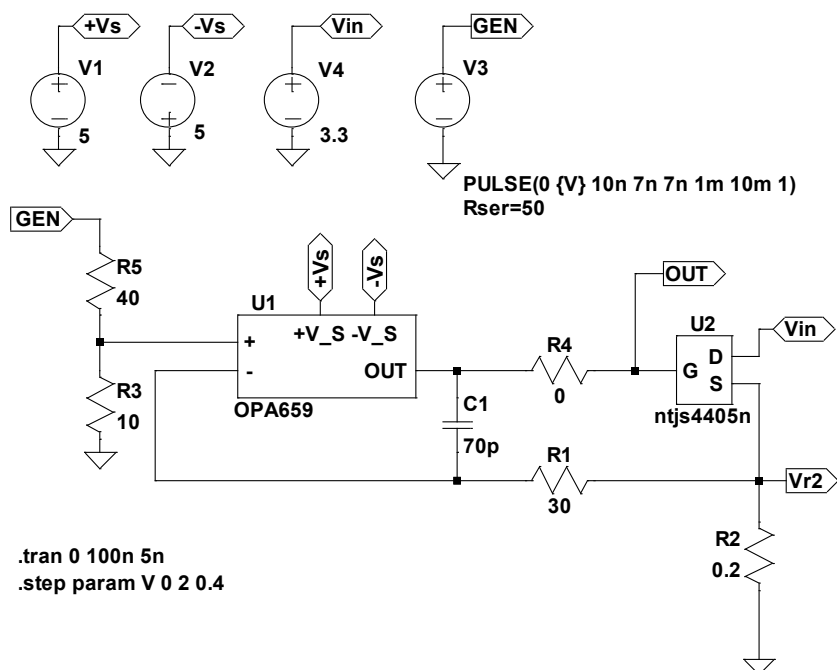 +Vs
-Vs
Vin
GEN
V1
V2
V4
V3
5
5
3.3
PULSE(0 {V} 10n 7n 7n 1m 10m 1)
Rser=50
GEN
R5
40
R3
10
U1
+Vs
-Vs
+V_S -V_S
+
-
OUT
OPA659
C1
70p
R4
0
R1
30
OUT
U2
G
D
S
ntjs4405n
Vin
Vr2
R2
0.2
.tran 0 100n 5n
.step param V 0 2 0.4